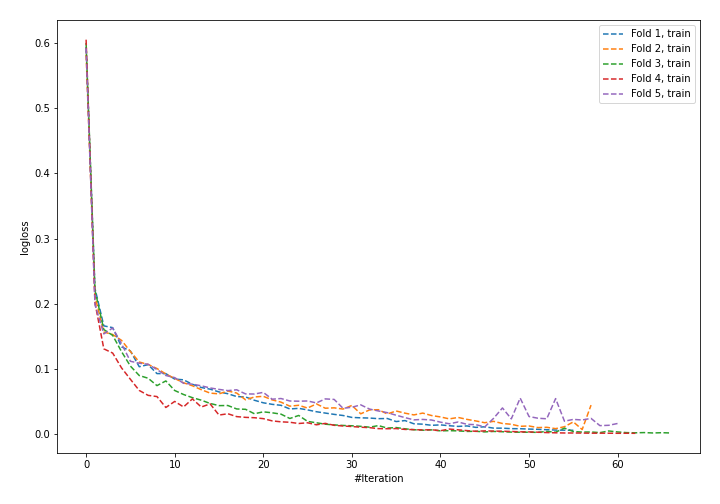 Fold 1, train
Fold 2, train
Fold 3, train
Fold 4, train
Fold 5, train
0.6
0.5
0.4
0.3
0.2
0.1
0.0
logloss
0 10 20 30 40 50 60
#Iteration